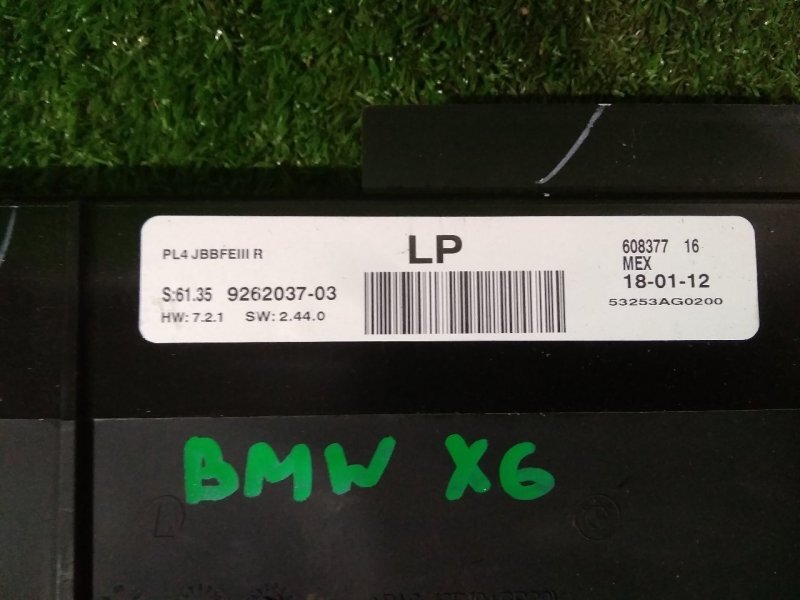 PL4 JBBFEIII R
LP
608377 16
MEX
S:61.35 9262037-03
18-01-12
HW: 7.2.1 SW: 2.44.0
53253AG0200
BMW X6